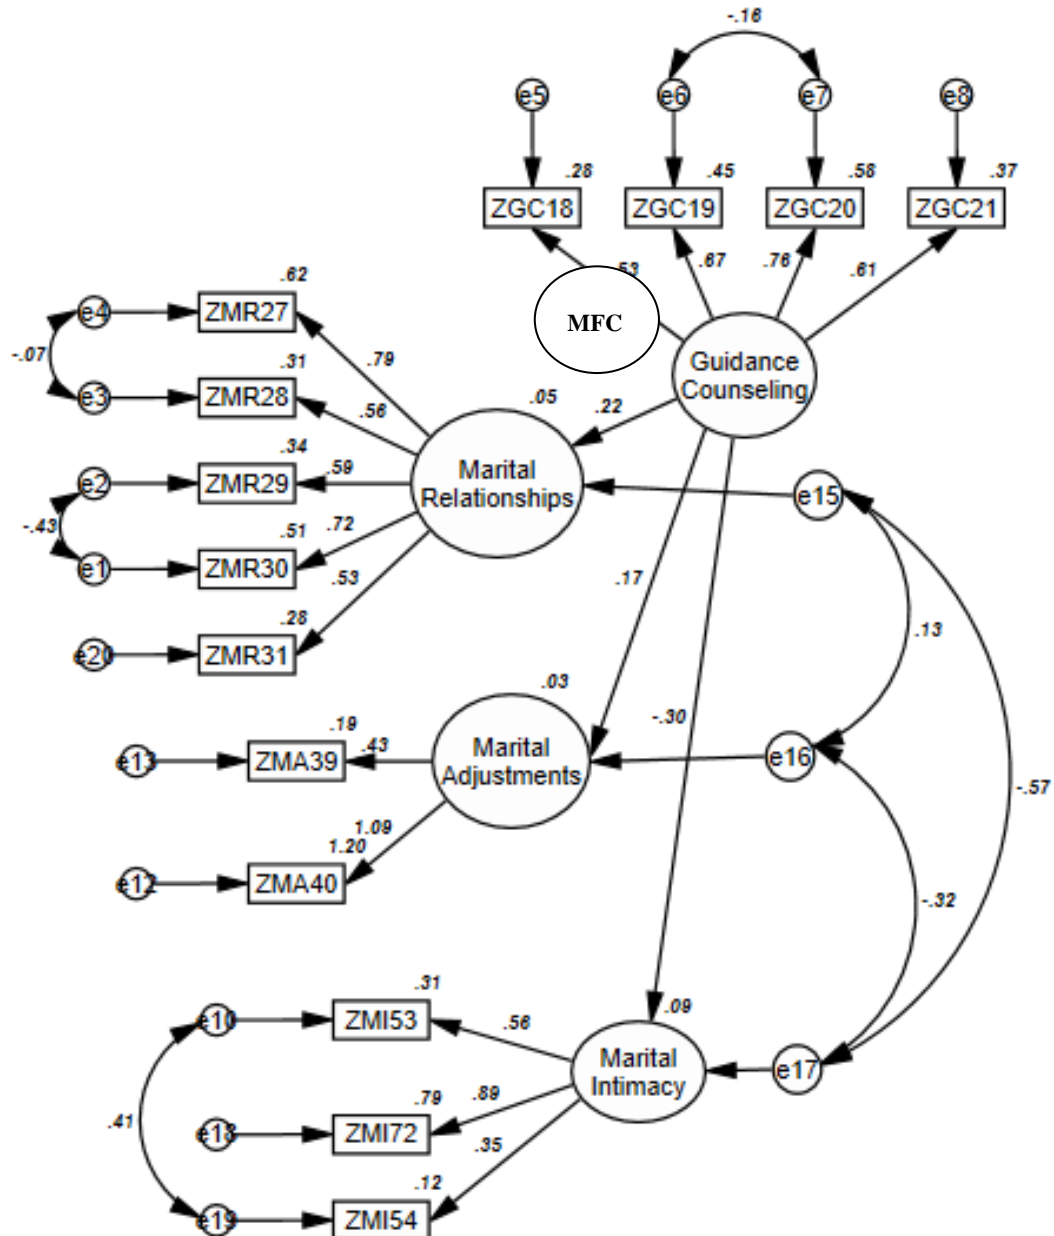 -.16
e5
e6
e7
e8
.28
.45
.58
.37
ZGC18
ZGC19
ZGC20
ZGC21
.53
.67
.76
.61
MFC
Guidance
Counseling
.62
e4
ZMR27
.79
-.07
.31
e3
ZMR28
.56
.05
.22
.34
e2
ZMR29
.59
Marital
Relationships
e15
-.43
.51
e1
ZMR30
.72
.53
.28
e20
ZMR31
.17
.13
.03
-.30
.19
e13
ZMA39
.43
Marital
Adjustments
e16
-.57
1.09
1.20
e12
ZMA40
-.32
.31
e10
ZMI53
.56
.09
Marital
Intimacy
e17
.41
.79
e18
ZMI72
.89
.35
.12
e19
ZMI54